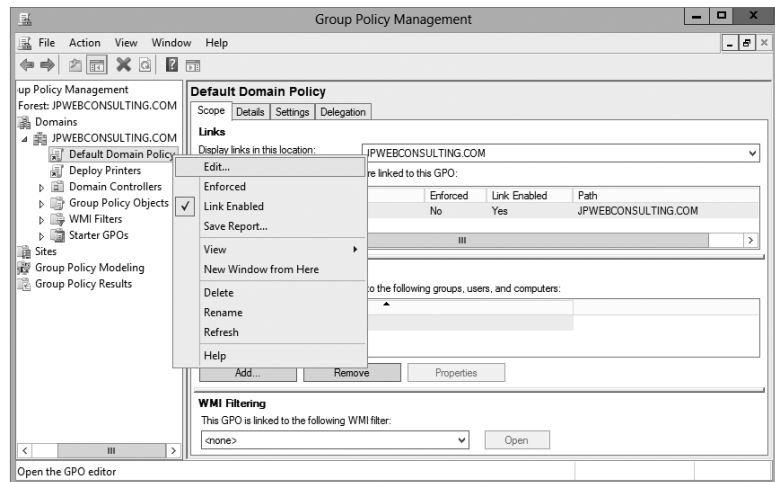 Group Policy Management
File Action View Window Help
up Policy Management
Forest: JPWEBCONSULTING.COM
Domains
JPWEBCONSULTING.COM
Default Domain Policy
Deploy Printers
Domain Controllers
Group Policy Objects
WMI Filters
Starter GPOs
Sites
Group Policy Modeling
Group Policy Results
Edit...
Enforced
Link Enabled
Save Report...
View
New Window from Here
Delete
Rename
Refresh
Help
Default Domain Policy
Scope Details Settings Delegation
Links
Display links in this location: JPWEBCONSULTING.COM
re linked to this GPO:
Enforced Link Enabled Path
No Yes JPWEBCONSULTING.COM
to the following groups, users, and computers:
Add... Remove Properties
WMI Filtering
This GPO is linked to the following WMI filter:
<none> Open
Open the GPO editor